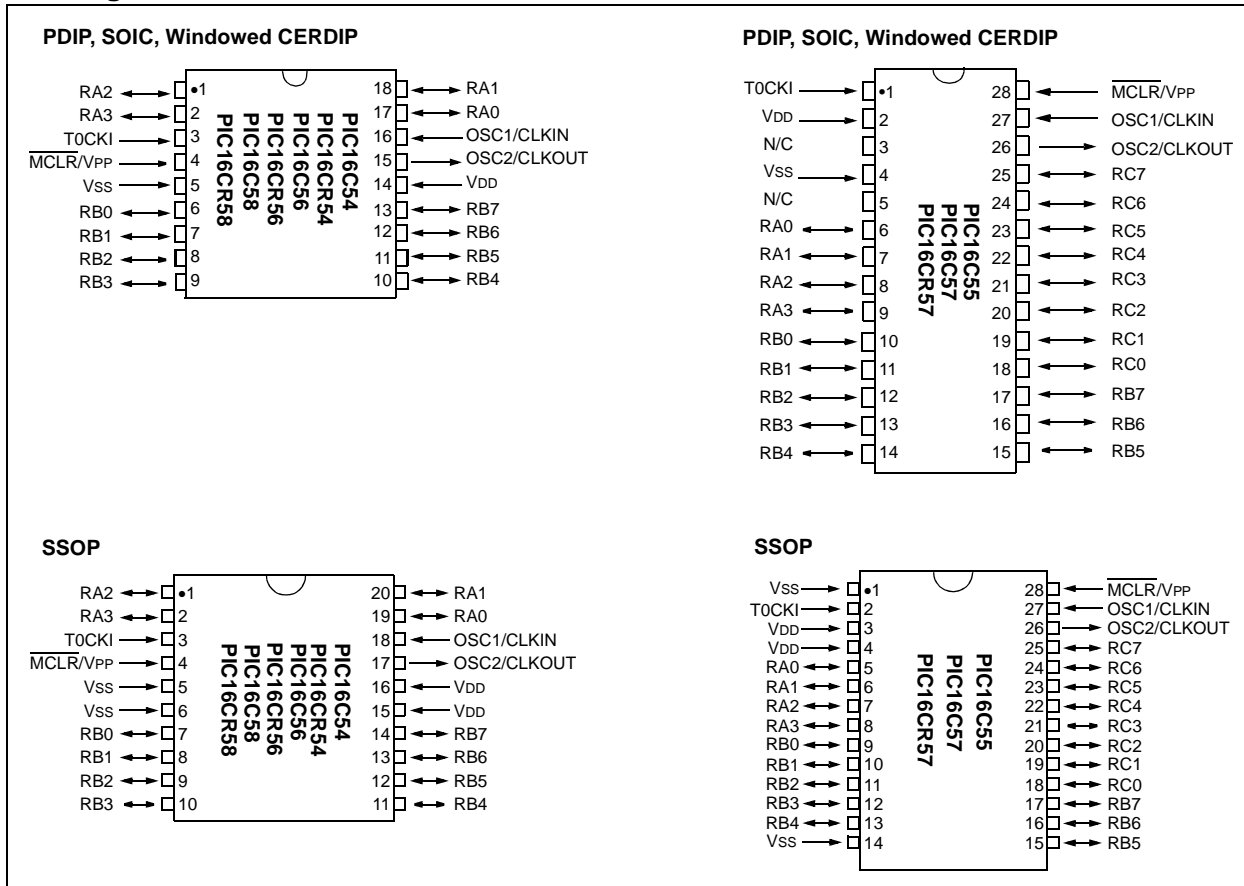 PDIP, SOIC, Windowed CERDIP
RA2 •1 18 RA1
RA3 2 17 RA0
T0CKI 3 16 OSC1/CLKIN
MCLR/VPP 4 15 OSC2/CLKOUT
VSS 5 14 VDD
RB0 6 13 RB7
RB1 7 12 RB6
RB2 8 11 RB5
RB3 9 10 RB4
PIC16C54
PIC16CR54
PIC16C56
PIC16CR56
PIC16C58
PIC16CR58
PDIP, SOIC, Windowed CERDIP
T0CKI •1 28 MCLR/VPP
VDD 2 27 OSC1/CLKIN
N/C 3 26 OSC2/CLKOUT
VSS 4 25 RC7
N/C 5 24 RC6
RA0 6 23 RC5
RA1 7 22 RC4
RA2 8 21 RC3
RA3 9 20 RC2
RB0 10 19 RC1
RB1 11 18 RC0
RB2 12 17 RB7
RB3 13 16 RB6
RB4 14 15 RB5
PIC16C55
PIC16C57
PIC16CR57
SSOP
RA2 •1 20 RA1
RA3 2 19 RA0
T0CKI 3 18 OSC1/CLKIN
MCLR/VPP 4 17 OSC2/CLKOUT
VSS 5 16 VDD
VSS 6 15 VDD
RB0 7 14 RB7
RB1 8 13 RB6
RB2 9 12 RB5
RB3 10 11 RB4
PIC16C54
PIC16CR54
PIC16C56
PIC16CR56
PIC16C58
PIC16CR58
SSOP
VSS •1 28 MCLR/VPP
T0CKI 2 27 OSC1/CLKIN
VDD 3 26 OSC2/CLKOUT
VDD 4 25 RC7
RA0 5 24 RC6
RA1 6 23 RC5
RA2 7 22 RC4
RA3 8 21 RC3
RB0 9 20 RC2
RB1 10 19 RC1
RB2 11 18 RC0
RB3 12 17 RB7
RB4 13 16 RB6
VSS 14 15 RB5
PIC16C55
PIC16C57
PIC16CR57